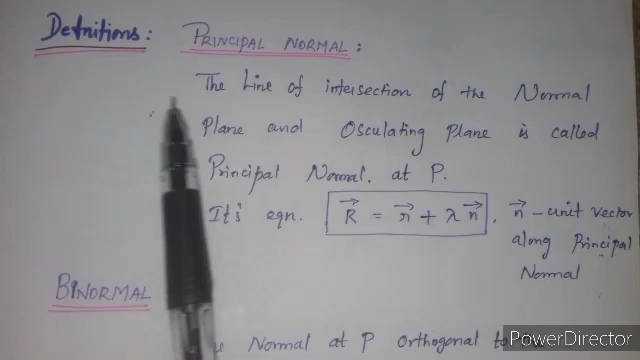 Definitions: PRINCIPAL NORMAL:
The Line of intersection of the Normal
Plane and Osculating Plane is called
Principal Normal. at P.
It's eqn. R⃗ = r⃗ + λ n⃗. n⃗ - unit vector
along Principal
Normal
BINORMAL
Normal at P Orthogonal to
PowerDirector